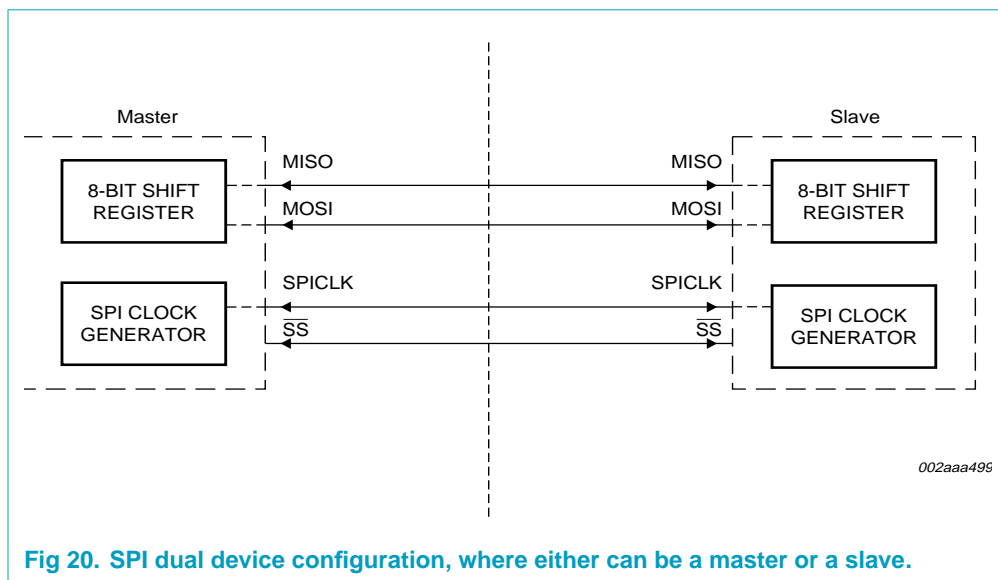 Master
Slave
8-BIT SHIFT
REGISTER
MISO
MISO
MOSI
MOSI
8-BIT SHIFT
REGISTER
SPI CLOCK
GENERATOR
SPICLK
SPICLK
SS
SS
SPI CLOCK
GENERATOR
002aaa499
Fig 20. SPI dual device configuration, where either can be a master or a slave.